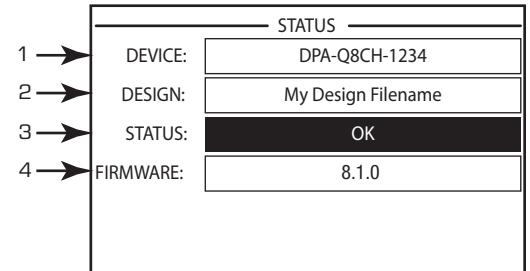 STATUS
1 DEVICE: DPA-Q8CH-1234
2 DESIGN: My Design Filename
3 STATUS: OK
4 FIRMWARE: 8.1.0